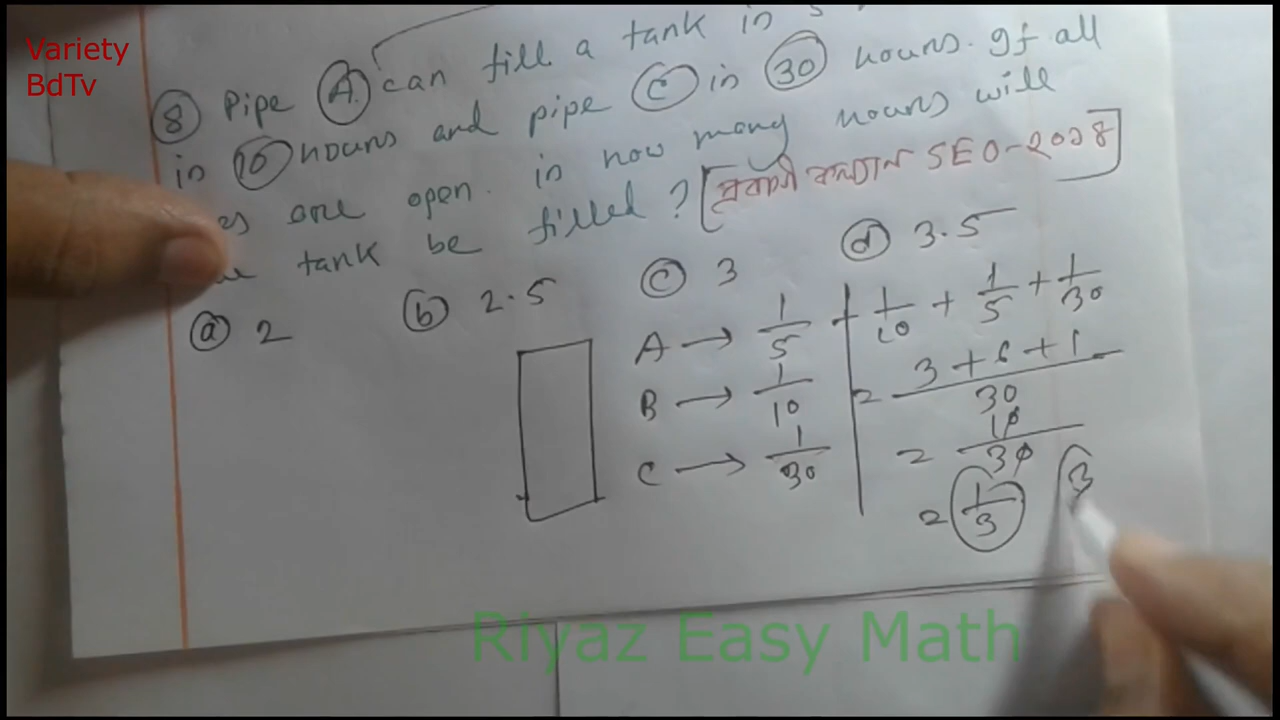 Variety
BdTv
8 Pipe A can fill a tank in 5
in 10 hours and pipe C in 30 hours. If all
es are open. in how many hours will
tank be filled? [প্রবাসী কল্যাণ SEO-২০১৪]
a 2 b 2.5 c 3 d 3.5
A → 1/5
B → 1/10
C → 1/30
1/10 + 1/5 + 1/30
= 3+6+1/30
= 10/30
= 1/3
3
Riyaz Easy Math